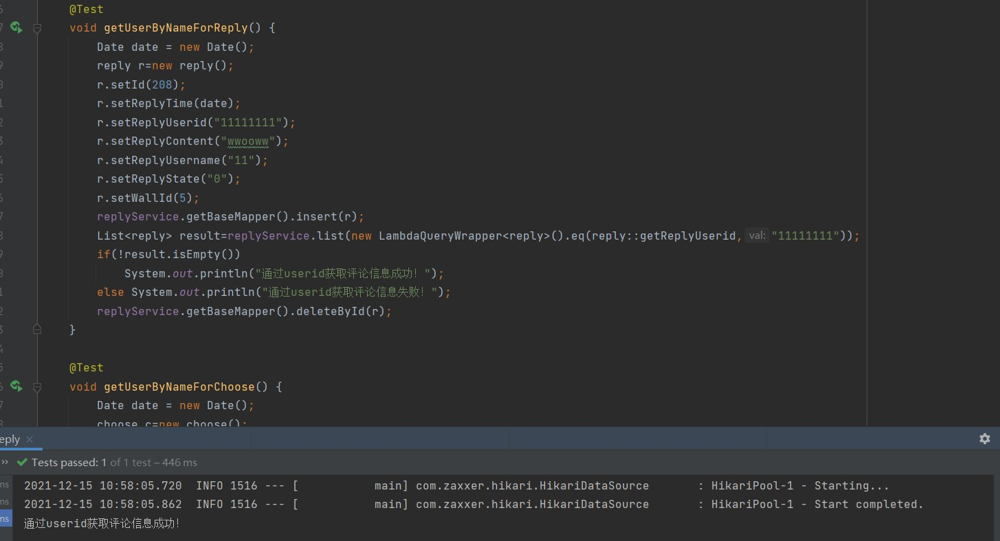 @Test
void getUserByNameForReply() {
Date date = new Date();
reply r=new reply();
r.setId(208);
r.setReplyTime(date);
r.setReplyUserid("11111111");
r.setReplyContent("wwooww");
r.setReplyUsername("11");
r.setReplyState("0");
r.setWallId(5);
replyService.getBaseMapper().insert(r);
List<reply> result=replyService.list(new LambdaQueryWrapper<reply>().eq(reply::getReplyUserid, val: "11111111"));
if(!result.isEmpty())
System.out.println("通过userid获取评论信息成功！");
else System.out.println("通过userid获取评论信息失败！");
replyService.getBaseMapper().deleteById(r);
}
@Test
void getUserByNameForChoose() {
Date date = new Date();
choose c=new choose();
eply ×
» Tests passed: 1 of 1 test – 446 ms
2021-12-15 10:58:05.720  INFO 1516 --- [           main] com.zaxxer.hikari.HikariDataSource       : HikariPool-1 - Starting...
2021-12-15 10:58:05.862  INFO 1516 --- [           main] com.zaxxer.hikari.HikariDataSource       : HikariPool-1 - Start completed.
通过userid获取评论信息成功！